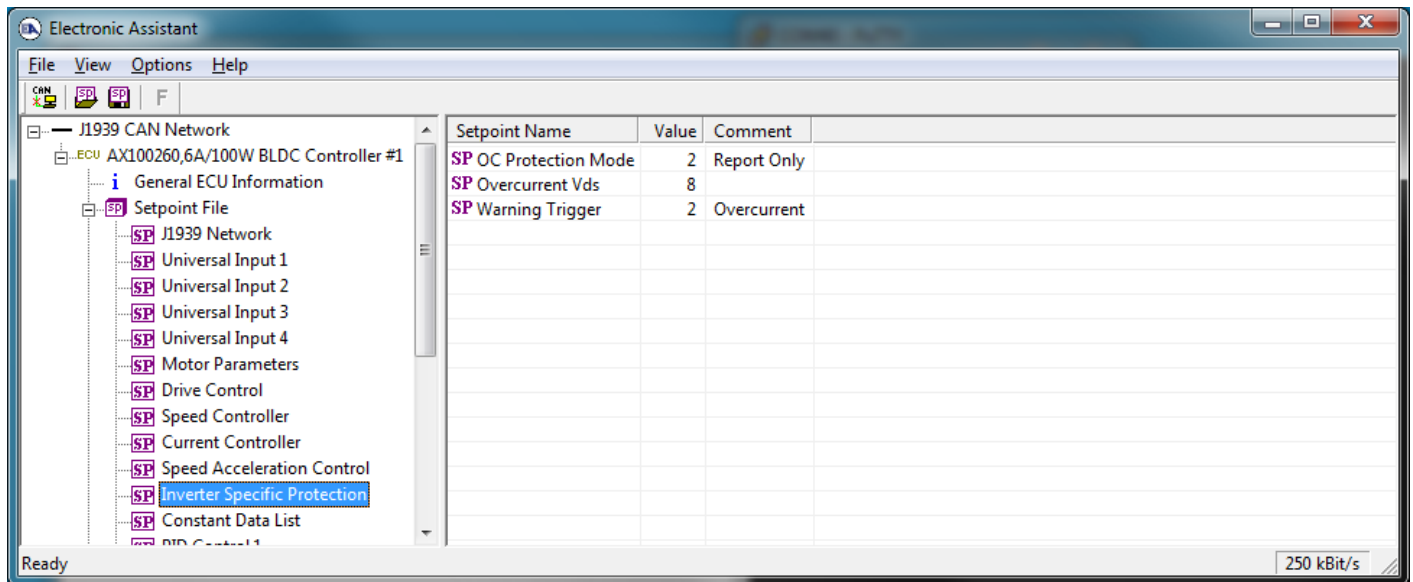 Electronic Assistant
File View Options Help
CAN SP SP F
J1939 CAN Network
ECU AX100260,6A/100W BLDC Controller #1
i General ECU Information
SP Setpoint File
SP J1939 Network
SP Universal Input 1
SP Universal Input 2
SP Universal Input 3
SP Universal Input 4
SP Motor Parameters
SP Drive Control
SP Speed Controller
SP Current Controller
SP Speed Acceleration Control
SP Inverter Specific Protection
SP Constant Data List
SP PID Control 1
Setpoint Name Value Comment
SP OC Protection Mode 2 Report Only
SP Overcurrent Vds 8
SP Warning Trigger 2 Overcurrent
Ready
250 kBit/s